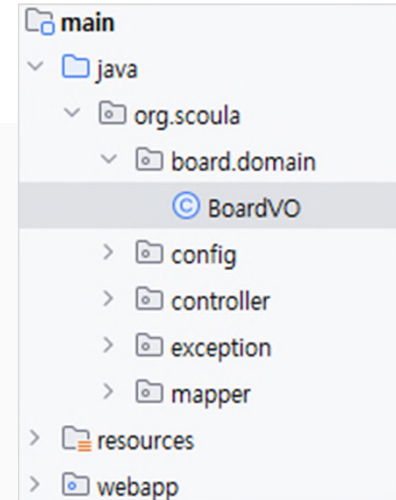 main
java
org.scoula
board.domain
BoardVO
config
controller
exception
mapper
resources
webapp